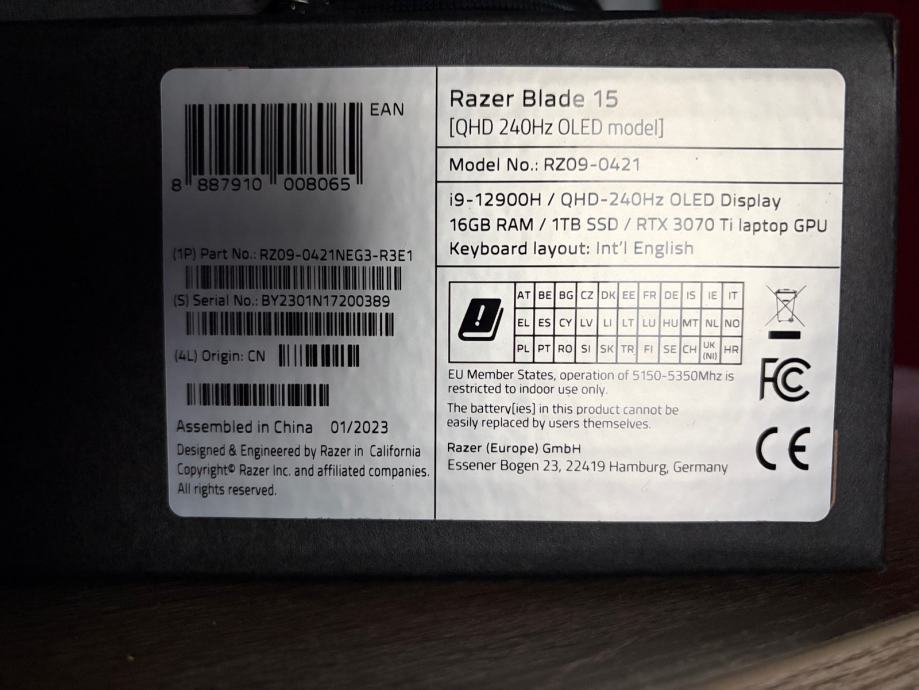 EAN
8 887910 008065
(1P) Part No.: RZ09-0421NEG3-R3E1
(S) Serial No.: BY2301N17200389
(4L) Origin: CN
Assembled in China 01/2023
Designed & Engineered by Razer in California
Copyright© Razer Inc. and affiliated companies.
All rights reserved.
Razer Blade 15
[QHD 240Hz OLED model]
Model No.: RZ09-0421
i9-12900H / QHD-240Hz OLED Display
16GB RAM / 1TB SSD / RTX 3070 Ti laptop GPU
Keyboard layout: Int'l English
AT BE BG CZ DK EE FR DE IS IE IT
EL ES CY LV LI LT LU HU MT NL NO
PL PT RO SI SK TR FI SE CH UK (NI) HR
EU Member States, operation of 5150-5350Mhz is
restricted to indoor use only.
The battery[ies] in this product cannot be
easily replaced by users themselves.
Razer (Europe) GmbH
Essener Bogen 23, 22419 Hamburg, Germany
FC
CE